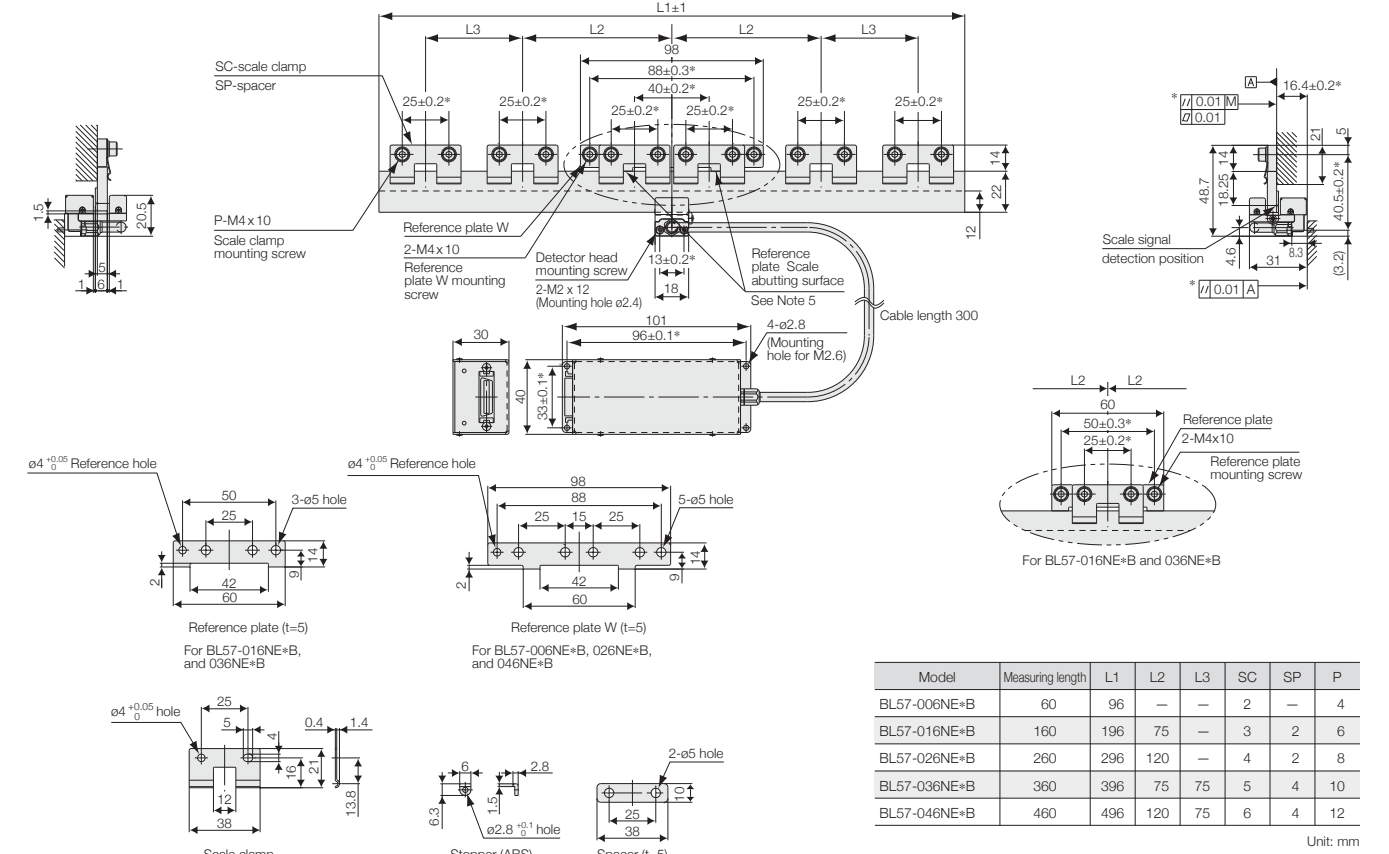 L1±1
L3
L2
L2
L3
98
88±0.3*
40±0.2*
25±0.2*
25±0.2*
25±0.2*
25±0.2*
25±0.2*
25±0.2*
SC-scale clamp
SP-spacer
14
22
12
P-M4 x 10
Scale clamp
mounting screw
Reference plate W
2-M4 x 10
Reference
plate W mounting
screw
Detector head
mounting screw
2-M2 x 12
(Mounting hole ø2.4)
13±0.2*
18
Reference
plate Scale
abutting surface
See Note 5
Cable length 300
1.5
20.5
5
1
6
1
A
16.4±0.2*
* // 0.01 M
0.01
21
5
14
48.7
18.25
40.5±0.2*
Scale signal
detection position
4.6
8.3
31
(3.2)
* // 0.01 A
30
101
96±0.1*
4-ø2.8
(Mounting
hole for M2.6)
40
33±0.1*
L2
L2
60
50±0.3*
25±0.2*
Reference plate
2-M4x10
Reference plate
mounting screw
For BL57-016NE*B and 036NE*B
ø4 +0.05 0 Reference hole
50
25
3-ø5 hole
2
14
9
42
60
Reference plate (t=5)
For BL57-016NE*B,
and 036NE*B
ø4 +0.05 0 Reference hole
98
88
25
15
25
5-ø5 hole
2
14
9
42
60
Reference plate W (t=5)
For BL57-006NE*B, 026NE*B,
and 046NE*B
ø4 +0.05 0 hole
25
5
4
0.4
1.4
16
21
13.8
12
38
Scale clamp
6
2.8
6.3
1.5
ø2.8 +0.1 0 hole
Stopper (ABS)
2-ø5 hole
10
25
38
Spacer (t=5)
Model Measuring length L1 L2 L3 SC SP P
BL57-006NE*B 60 96 — — 2 — 4
BL57-016NE*B 160 196 75 — 3 2 6
BL57-026NE*B 260 296 120 — 4 2 8
BL57-036NE*B 360 396 75 75 5 4 10
BL57-046NE*B 460 496 120 75 6 4 12
Unit: mm